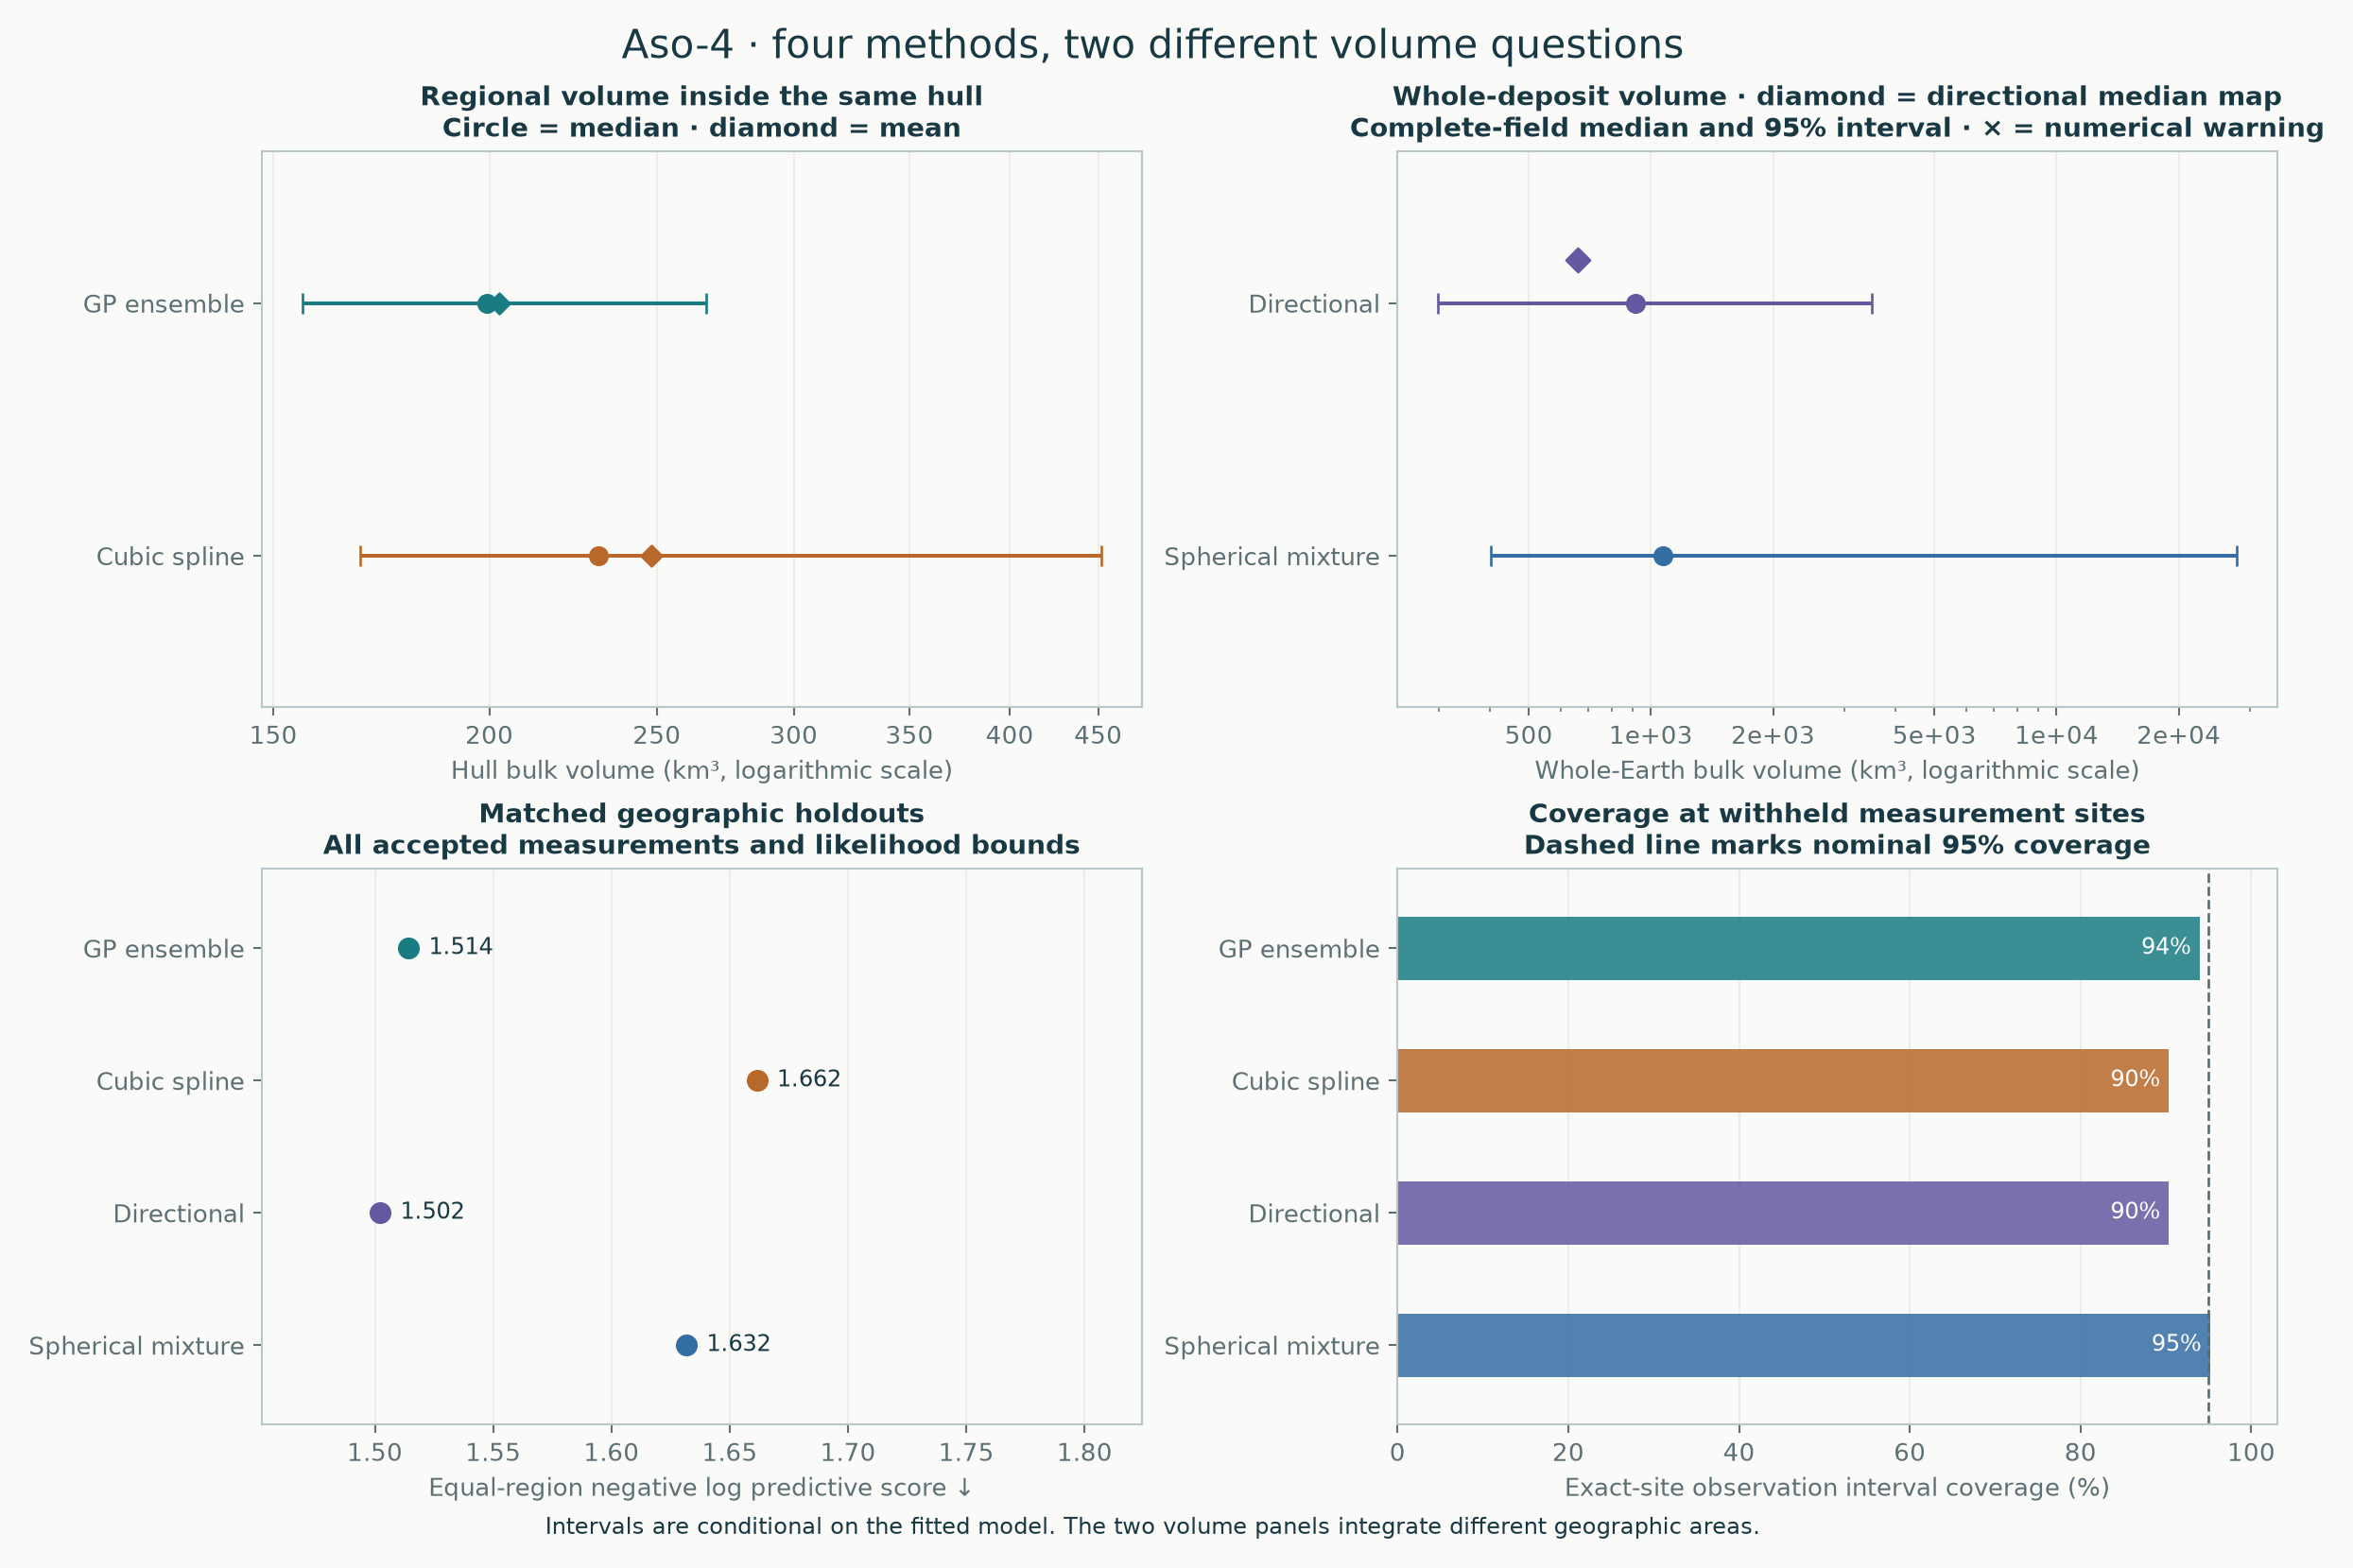 Aso-4 · four methods, two different volume questions
Regional volume inside the same hull
Circle = median · diamond = mean
GP ensemble
Cubic spline
150 200 250 300 350 400 450
Hull bulk volume (km³, logarithmic scale)
Whole-deposit volume · diamond = directional median map
Complete-field median and 95% interval · × = numerical warning
Directional
Spherical mixture
500 1e+03 2e+03 5e+03 1e+04 2e+04
Whole-Earth bulk volume (km³, logarithmic scale)
Matched geographic holdouts
All accepted measurements and likelihood bounds
GP ensemble 1.514
Cubic spline 1.662
Directional 1.502
Spherical mixture 1.632
1.50 1.55 1.60 1.65 1.70 1.75 1.80
Equal-region negative log predictive score ↓
Coverage at withheld measurement sites
Dashed line marks nominal 95% coverage
GP ensemble 94%
Cubic spline 90%
Directional 90%
Spherical mixture 95%
0 20 40 60 80 100
Exact-site observation interval coverage (%)
Intervals are conditional on the fitted model. The two volume panels integrate different geographic areas.